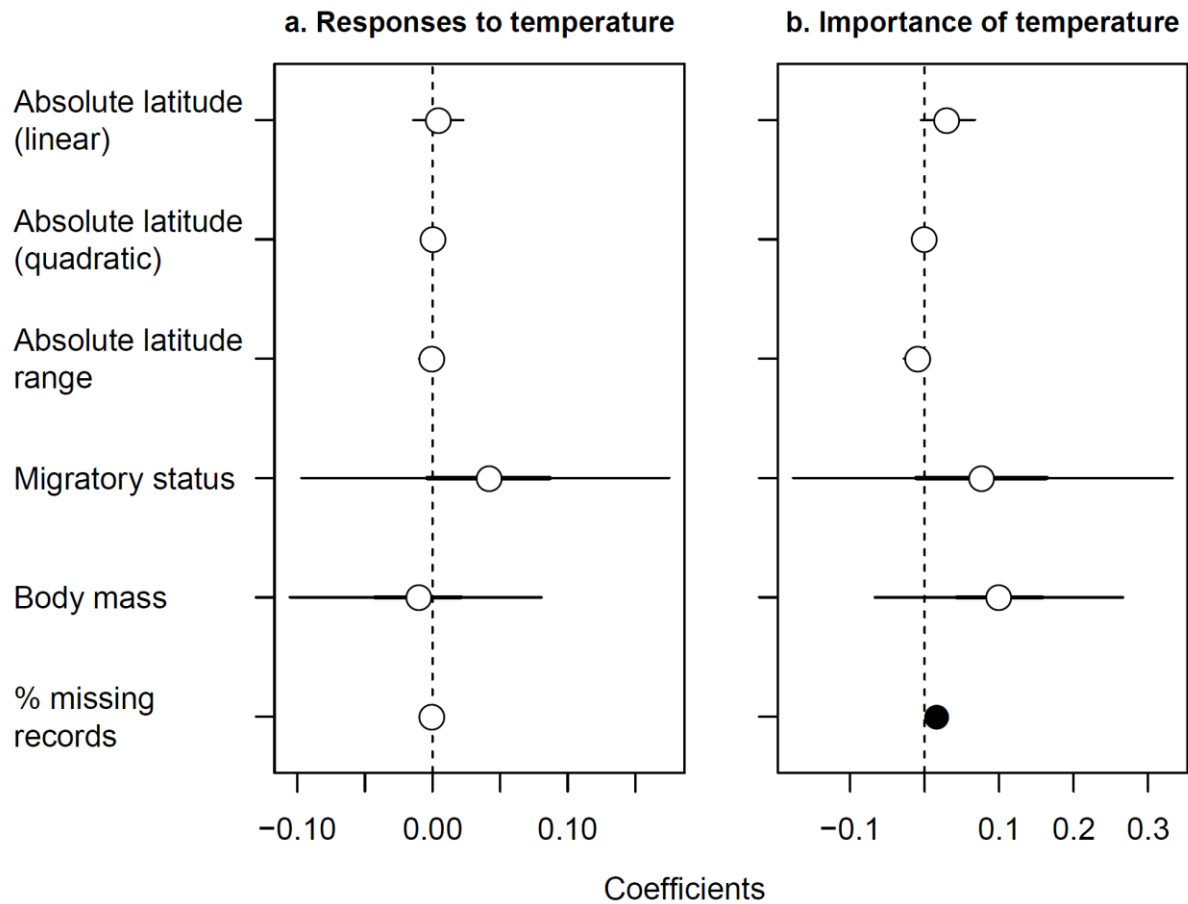 a. Responses to temperature
b. Importance of temperature
Absolute latitude
(linear)
Absolute latitude
(quadratic)
Absolute latitude
range
Migratory status
Body mass
% missing
records
−0.10 0.00 0.10
−0.1 0.1 0.2 0.3
Coefficients